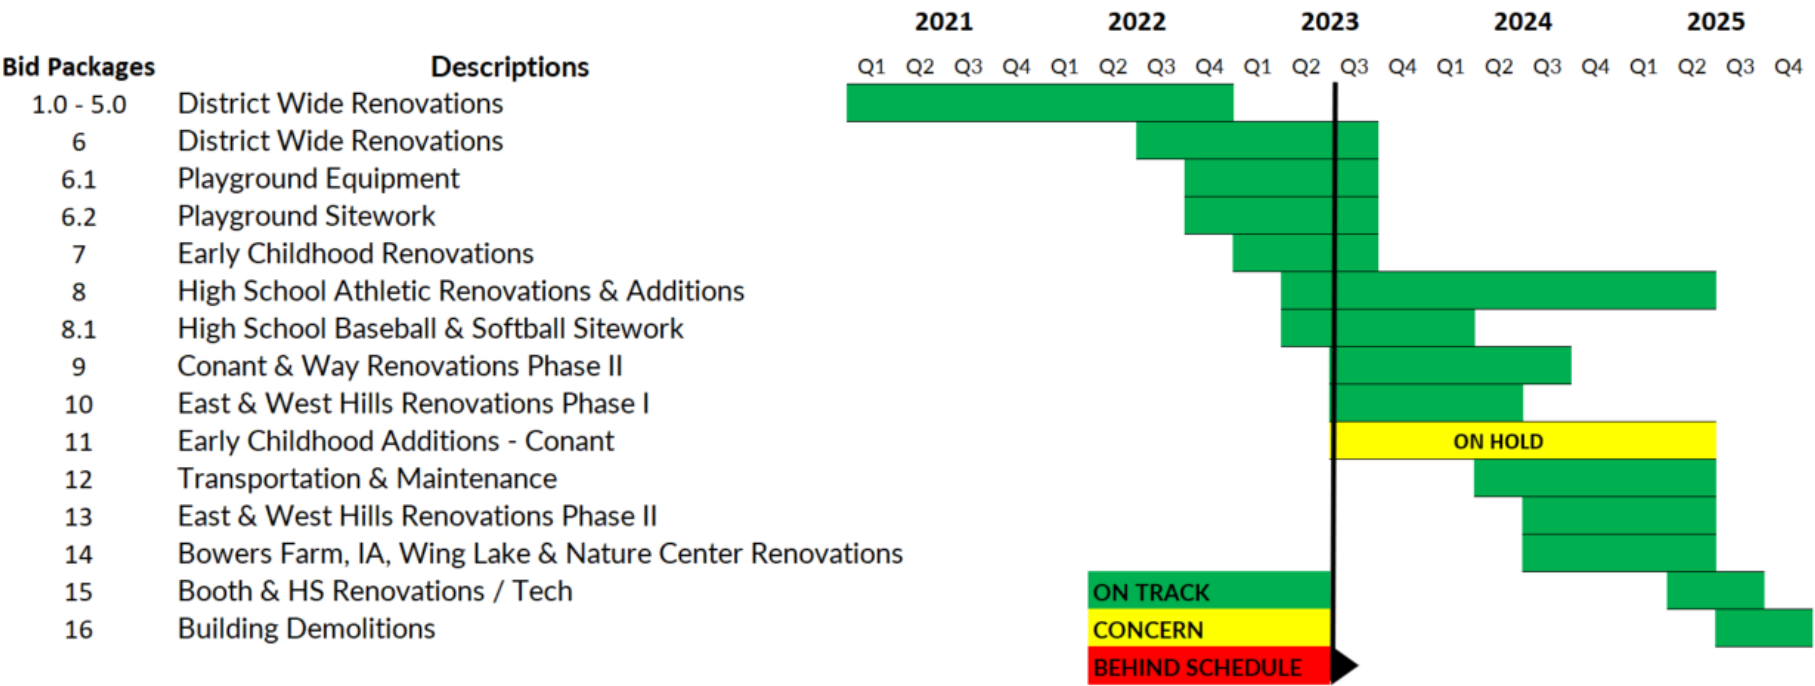 2021 2022 2023 2024 2025
Bid Packages Descriptions Q1 Q2 Q3 Q4 Q1 Q2 Q3 Q4 Q1 Q2 Q3 Q4 Q1 Q2 Q3 Q4 Q1 Q2 Q3 Q4
1.0 - 5.0 District Wide Renovations
6 District Wide Renovations
6.1 Playground Equipment
6.2 Playground Sitework
7 Early Childhood Renovations
8 High School Athletic Renovations & Additions
8.1 High School Baseball & Softball Sitework
9 Conant & Way Renovations Phase II
10 East & West Hills Renovations Phase I
11 Early Childhood Additions - Conant ON HOLD
12 Transportation & Maintenance
13 East & West Hills Renovations Phase II
14 Bowers Farm, IA, Wing Lake & Nature Center Renovations
15 Booth & HS Renovations / Tech ON TRACK
16 Building Demolitions CONCERN
BEHIND SCHEDULE